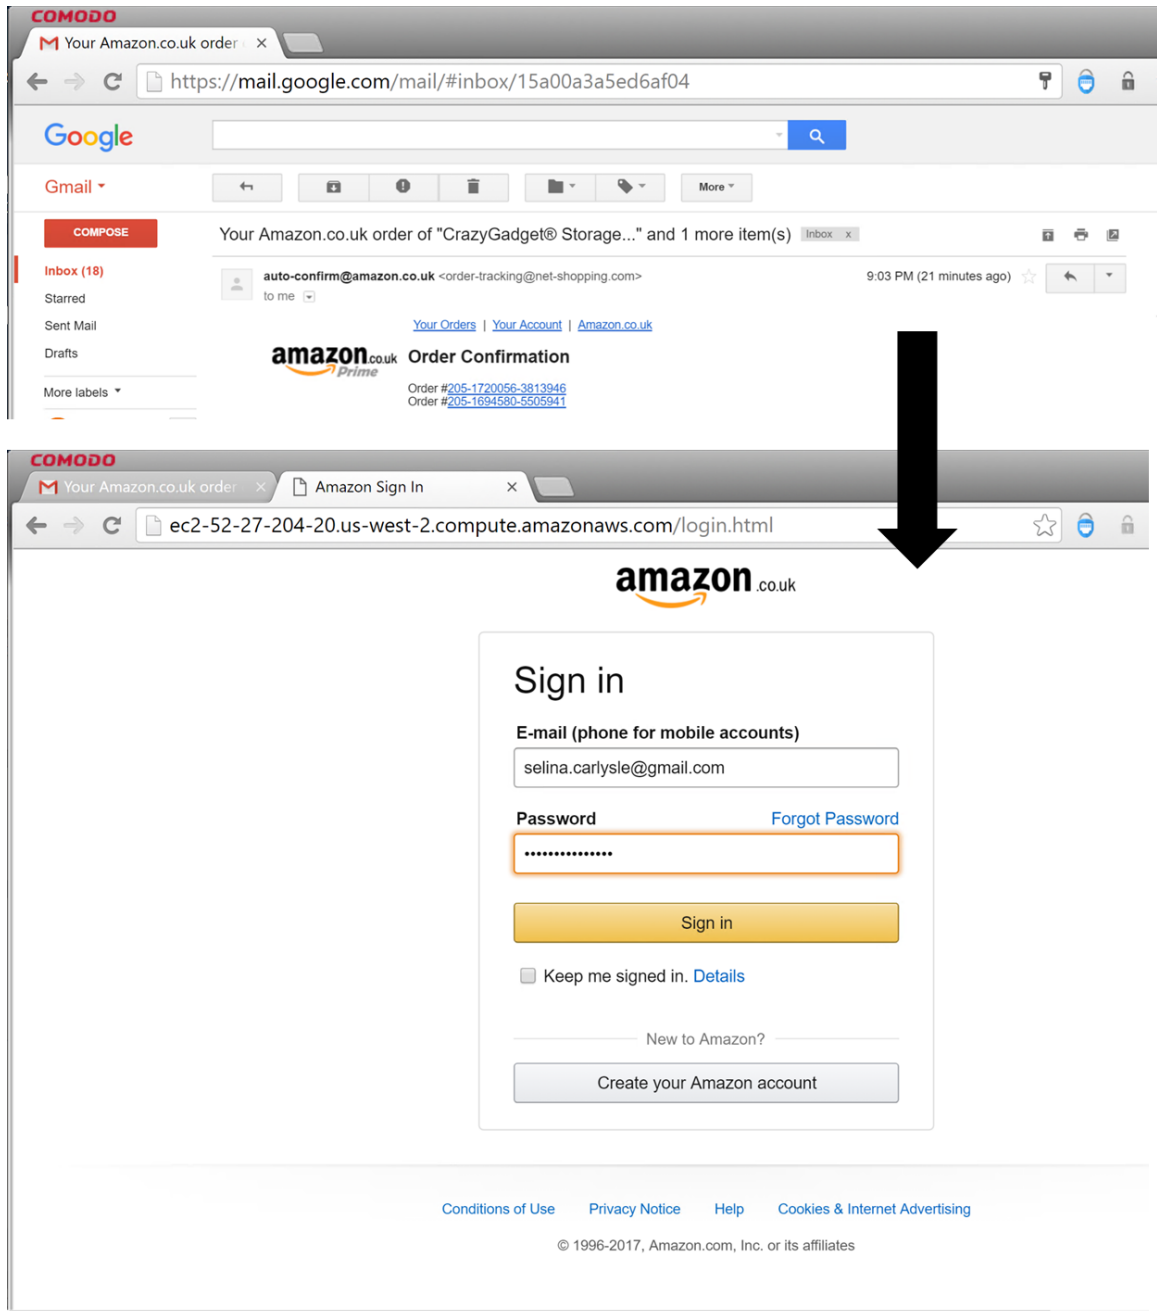 COMODO
Your Amazon.co.uk order
https://mail.google.com/mail/#inbox/15a00a3a5ed6af04
Google
Gmail
More
COMPOSE
Your Amazon.co.uk order of "CrazyGadget® Storage..." and 1 more item(s) Inbox x
Inbox (18)
auto-confirm@amazon.co.uk <order-tracking@net-shopping.com> 9:03 PM (21 minutes ago)
Starred
to me
Sent Mail
Your Orders | Your Account | Amazon.co.uk
Drafts
amazon.co.uk Order Confirmation
Prime
More labels
Order #205-1720056-3813946
Order #205-1694580-5505941
COMODO
Your Amazon.co.uk order
Amazon Sign In
ec2-52-27-204-20.us-west-2.compute.amazonaws.com/login.html
amazon.co.uk
Sign in
E-mail (phone for mobile accounts)
selina.carlysle@gmail.com
Password Forgot Password
•••••••••••••••
Sign in
Keep me signed in. Details
New to Amazon?
Create your Amazon account
Conditions of Use Privacy Notice Help Cookies & Internet Advertising
© 1996-2017, Amazon.com, Inc. or its affiliates